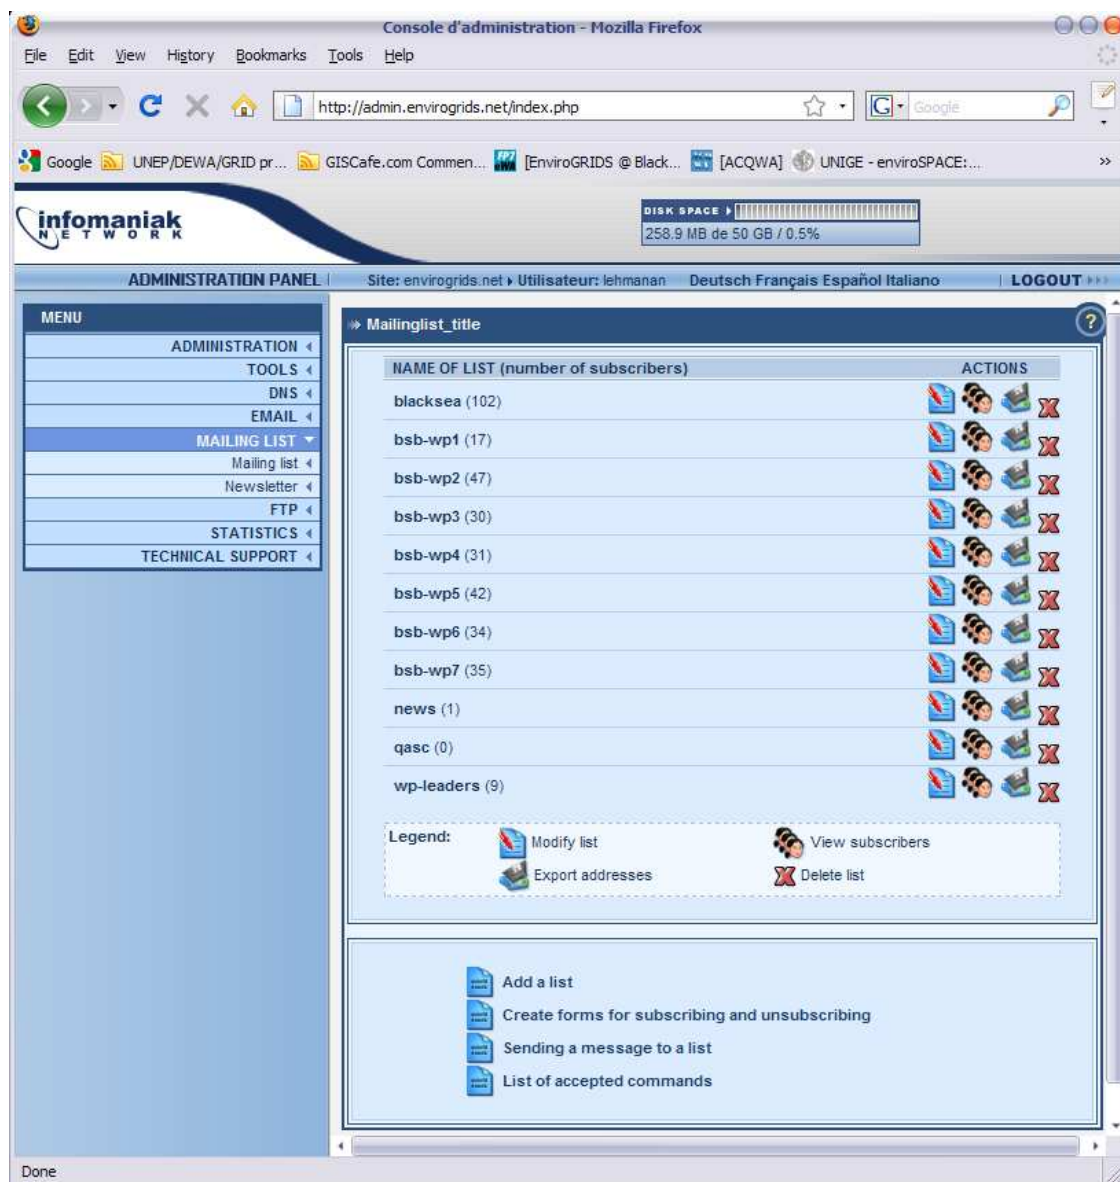 Console d'administration - Mozilla Firefox
File Edit View History Bookmarks Tools Help
http://admin.envirogrids.net/index.php
G Google
Google UNEP/DEWA/GRID pr... GISCafe.com Commen... FP7 [EnviroGRIDS @ Black... [ACQWA] UNIGE - enviroSPACE:... »
infomaniak
NETWORK
DISK SPACE
258.9 MB de 50 GB / 0.5%
ADMINISTRATION PANEL Site: envirogrids.net Utilisateur: lehmanan Deutsch Français Español Italiano LOGOUT
MENU
ADMINISTRATION
TOOLS
DNS
EMAIL
MAILING LIST
Mailing list
Newsletter
FTP
STATISTICS
TECHNICAL SUPPORT
Mailinglist_title ?
NAME OF LIST (number of subscribers) ACTIONS
blacksea (102)
bsb-wp1 (17)
bsb-wp2 (47)
bsb-wp3 (30)
bsb-wp4 (31)
bsb-wp5 (42)
bsb-wp6 (34)
bsb-wp7 (35)
news (1)
qasc (0)
wp-leaders (9)
Legend: Modify list View subscribers
Export addresses Delete list
Add a list
Create forms for subscribing and unsubscribing
Sending a message to a list
List of accepted commands
Done